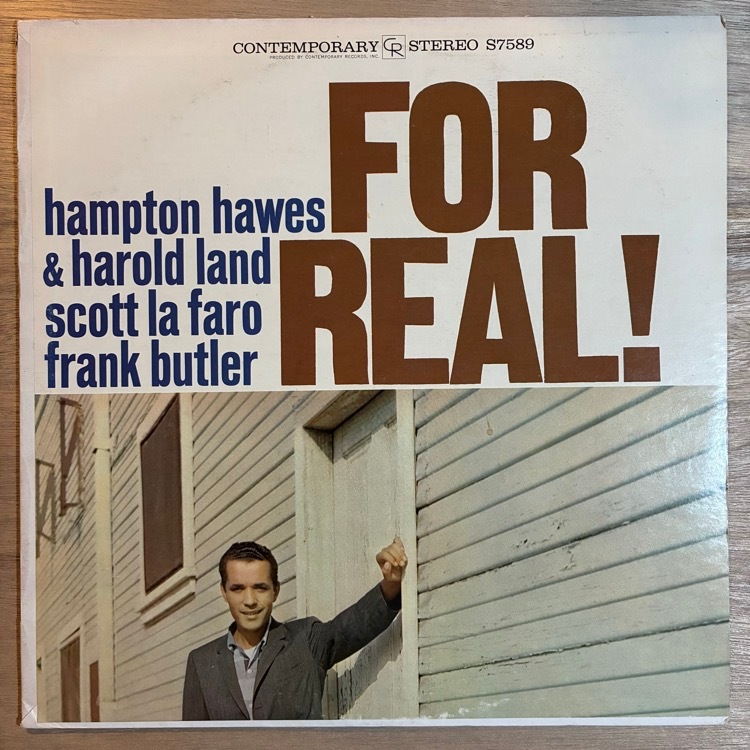 CONTEMPORARY CR STEREO S7589
PRODUCED BY CONTEMPORARY RECORDS, INC.
FOR
REAL!
hampton hawes
& harold land
scott la faro
frank butler